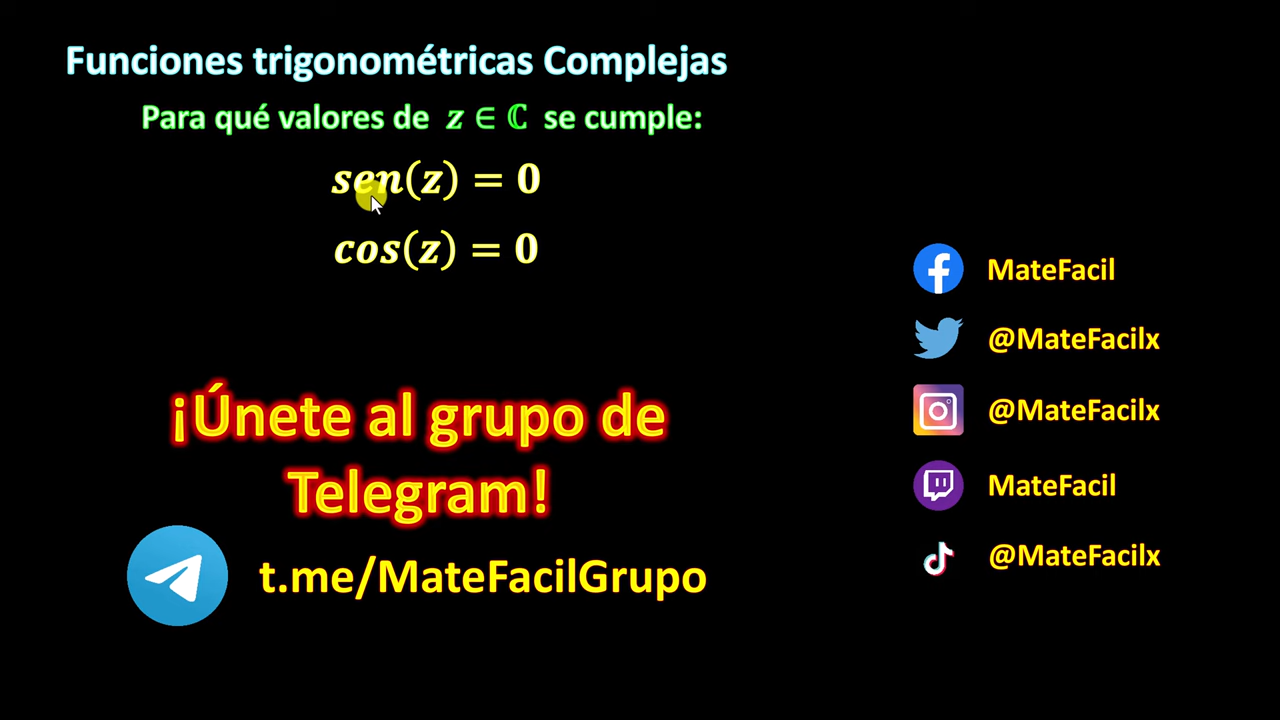 Funciones trigonométricas Complejas
Para qué valores de z ∈ ℂ se cumple:
sen(z) = 0
cos(z) = 0
MateFacil
@MateFacilx
@MateFacilx
MateFacil
@MateFacilx
¡Únete al grupo de
Telegram!
t.me/MateFacilGrupo